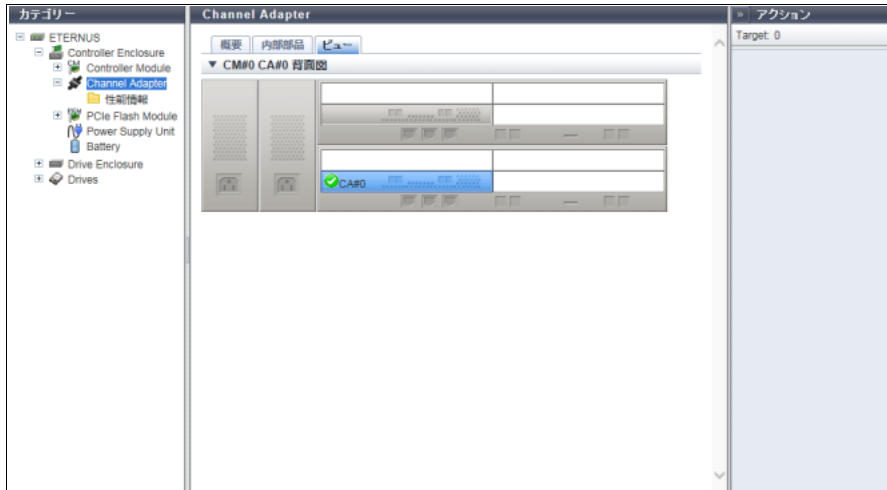 カテゴリー
ETERNUS
Controller Enclosure
Controller Module
Channel Adapter
性能情報
PCIe Flash Module
Power Supply Unit
Battery
Drive Enclosure
Drives
Channel Adapter
概要 内部部品 ビュー
▼ CM#0 CA#0 背面図
CA#0
» アクション
Target: 0